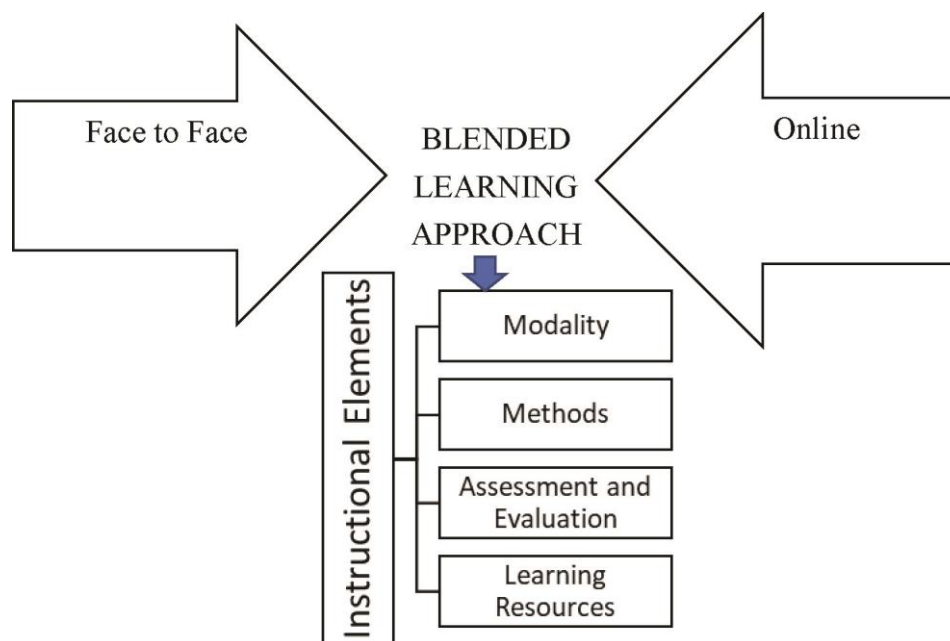 Face to Face
BLENDED
LEARNING
APPROACH
Online
Instructional Elements
Modality
Methods
Assessment and
Evaluation
Learning
Resources